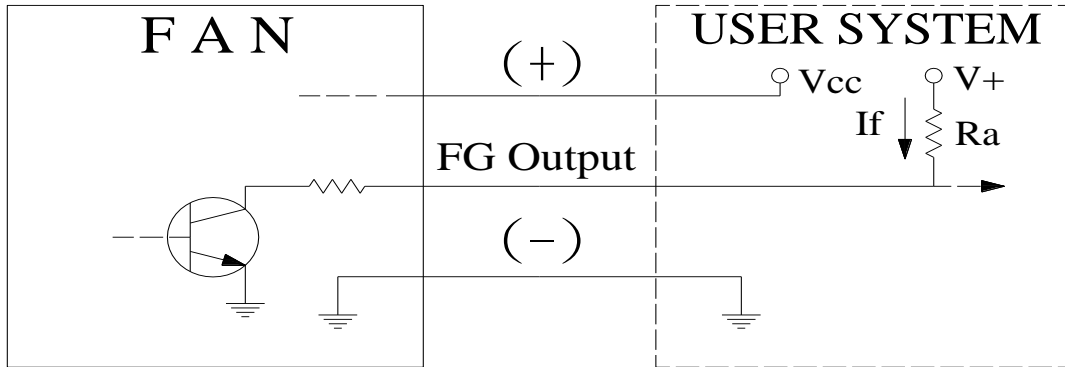 F A N
USER SYSTEM
(+)
Vcc
V+
If
Ra
FG Output
(-)